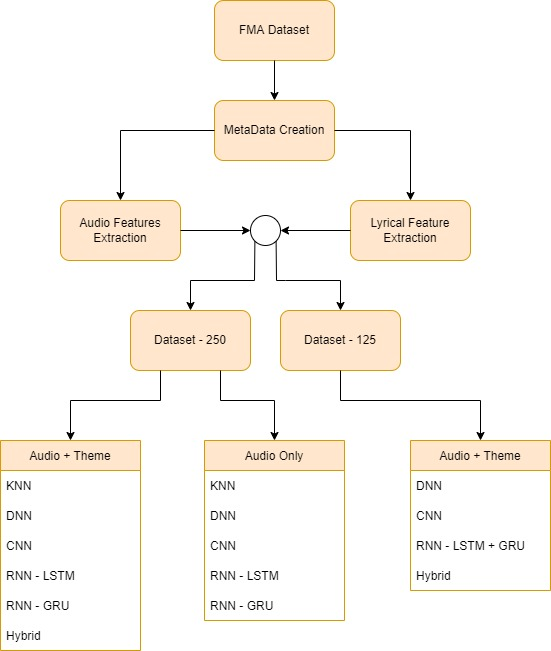 FMA Dataset
MetaData Creation
Audio Features
Extraction
Lyrical Feature
Extraction
Dataset - 250
Dataset - 125
Audio + Theme
KNN
DNN
CNN
RNN - LSTM
RNN - GRU
Hybrid
Audio Only
KNN
DNN
CNN
RNN - LSTM
RNN - GRU
Audio + Theme
DNN
CNN
RNN - LSTM + GRU
Hybrid